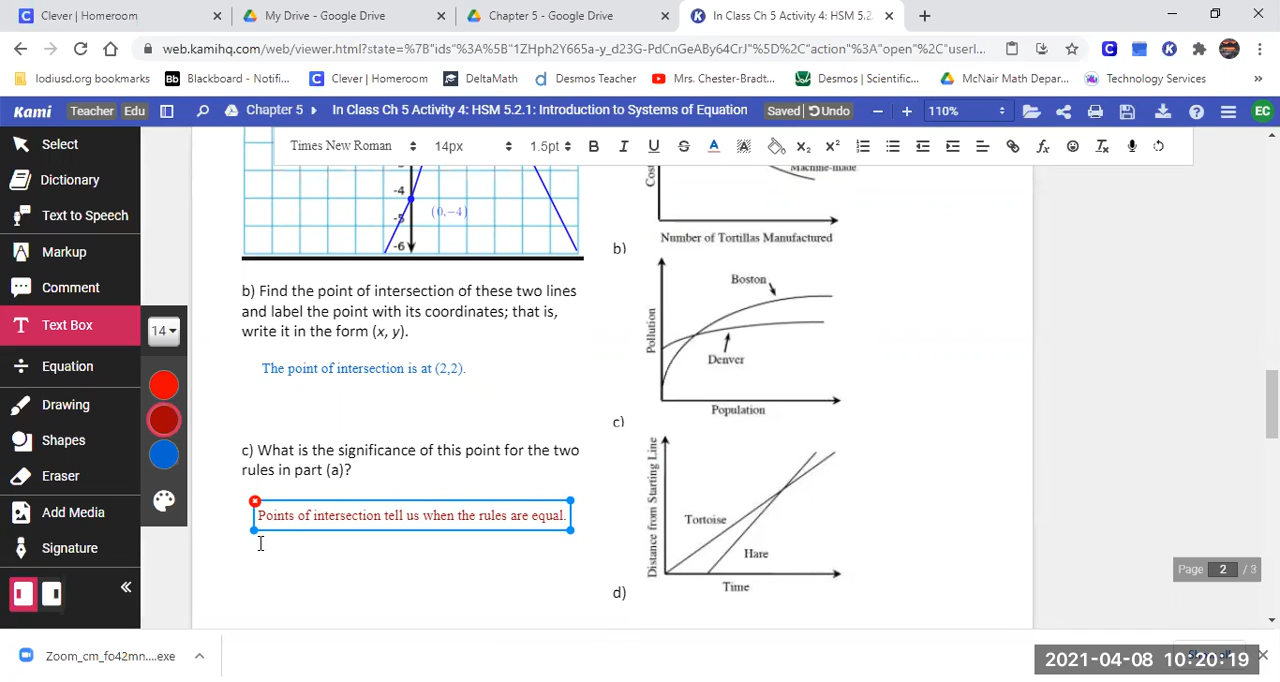 Clever | Homeroom
My Drive - Google Drive
Chapter 5 - Google Drive
In Class Ch 5 Activity 4: HSM 5.2.
web.kamihq.com/web/viewer.html?state=%7B"ids"%3A%5B"1ZHph2Y665a-y_d23G-PdCnGeABy64CrJ"%5D%2C"action"%3A"open"%2C"userI...
lodiusd.org bookmarks
Blackboard - Notifi...
Clever | Homeroom
DeltaMath
Desmos Teacher
Mrs. Chester-Bradt...
Desmos | Scientific...
McNair Math Depar...
Technology Services
Kami
Teacher
Edu
Chapter 5
In Class Ch 5 Activity 4: HSM 5.2.1: Introduction to Systems of Equation
Saved
Undo
110%
EC
Select
Dictionary
Text to Speech
Markup
Comment
Text Box
Equation
Drawing
Shapes
Eraser
Add Media
Signature
14
Times New Roman
14px
1.5pt
B I U S A
-4
(0,−4)
-6
b) Find the point of intersection of these two lines
and label the point with its coordinates; that is,
write it in the form (x, y).
The point of intersection is at (2,2).
c) What is the significance of this point for the two
rules in part (a)?
Points of intersection tell us when the rules are equal.
Machine-made
Number of Tortillas Manufactured
b)
Pollution
Boston
Denver
Population
c)
Distance from Starting Line
Tortoise
Hare
Time
d)
Page 2 / 3
Zoom_cm_fo42mn....exe
2021-04-08 10:20:19